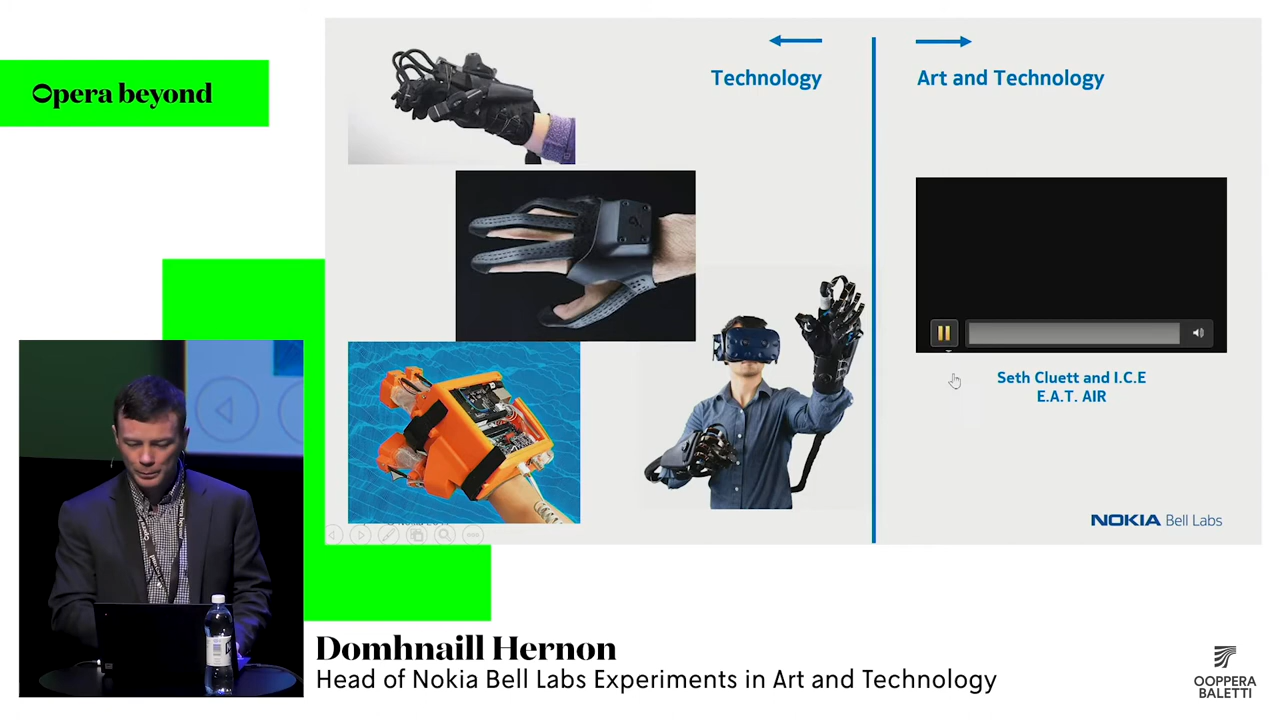 Opera beyond
Technology
Art and Technology
Seth Cluett and I.C.E
E.A.T. AIR
NOKIA Bell Labs
Domhnaill Hernon
Head of Nokia Bell Labs Experiments in Art and Technology
OOPPERA
BALETTI